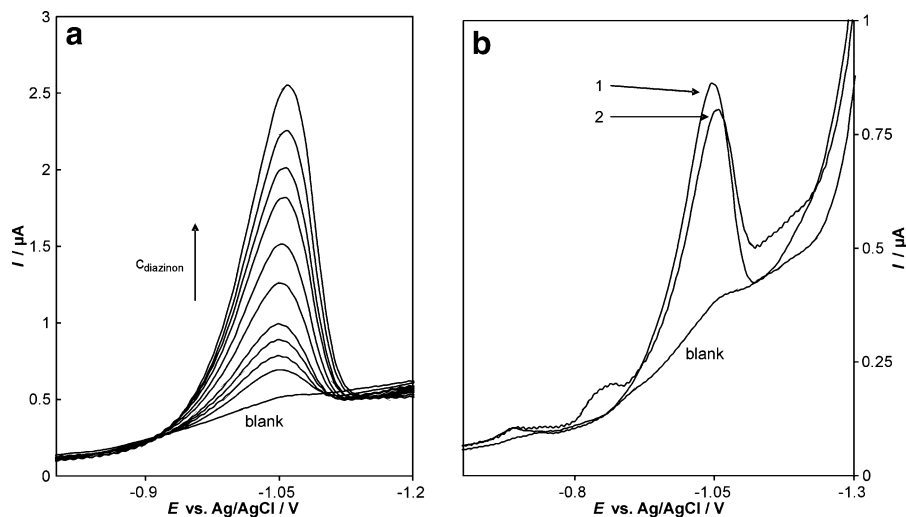 a
3
2.5
2
1.5
1
0.5
0
I / µA
Cdiazinon
blank
-0.9
-1.05
-1.2
E vs. Ag/AgCl / V
b
1
2
blank
1
0.75
0.5
0.25
0
I / µA
-0.8
-1.05
-1.3
E vs. Ag/AgCl / V